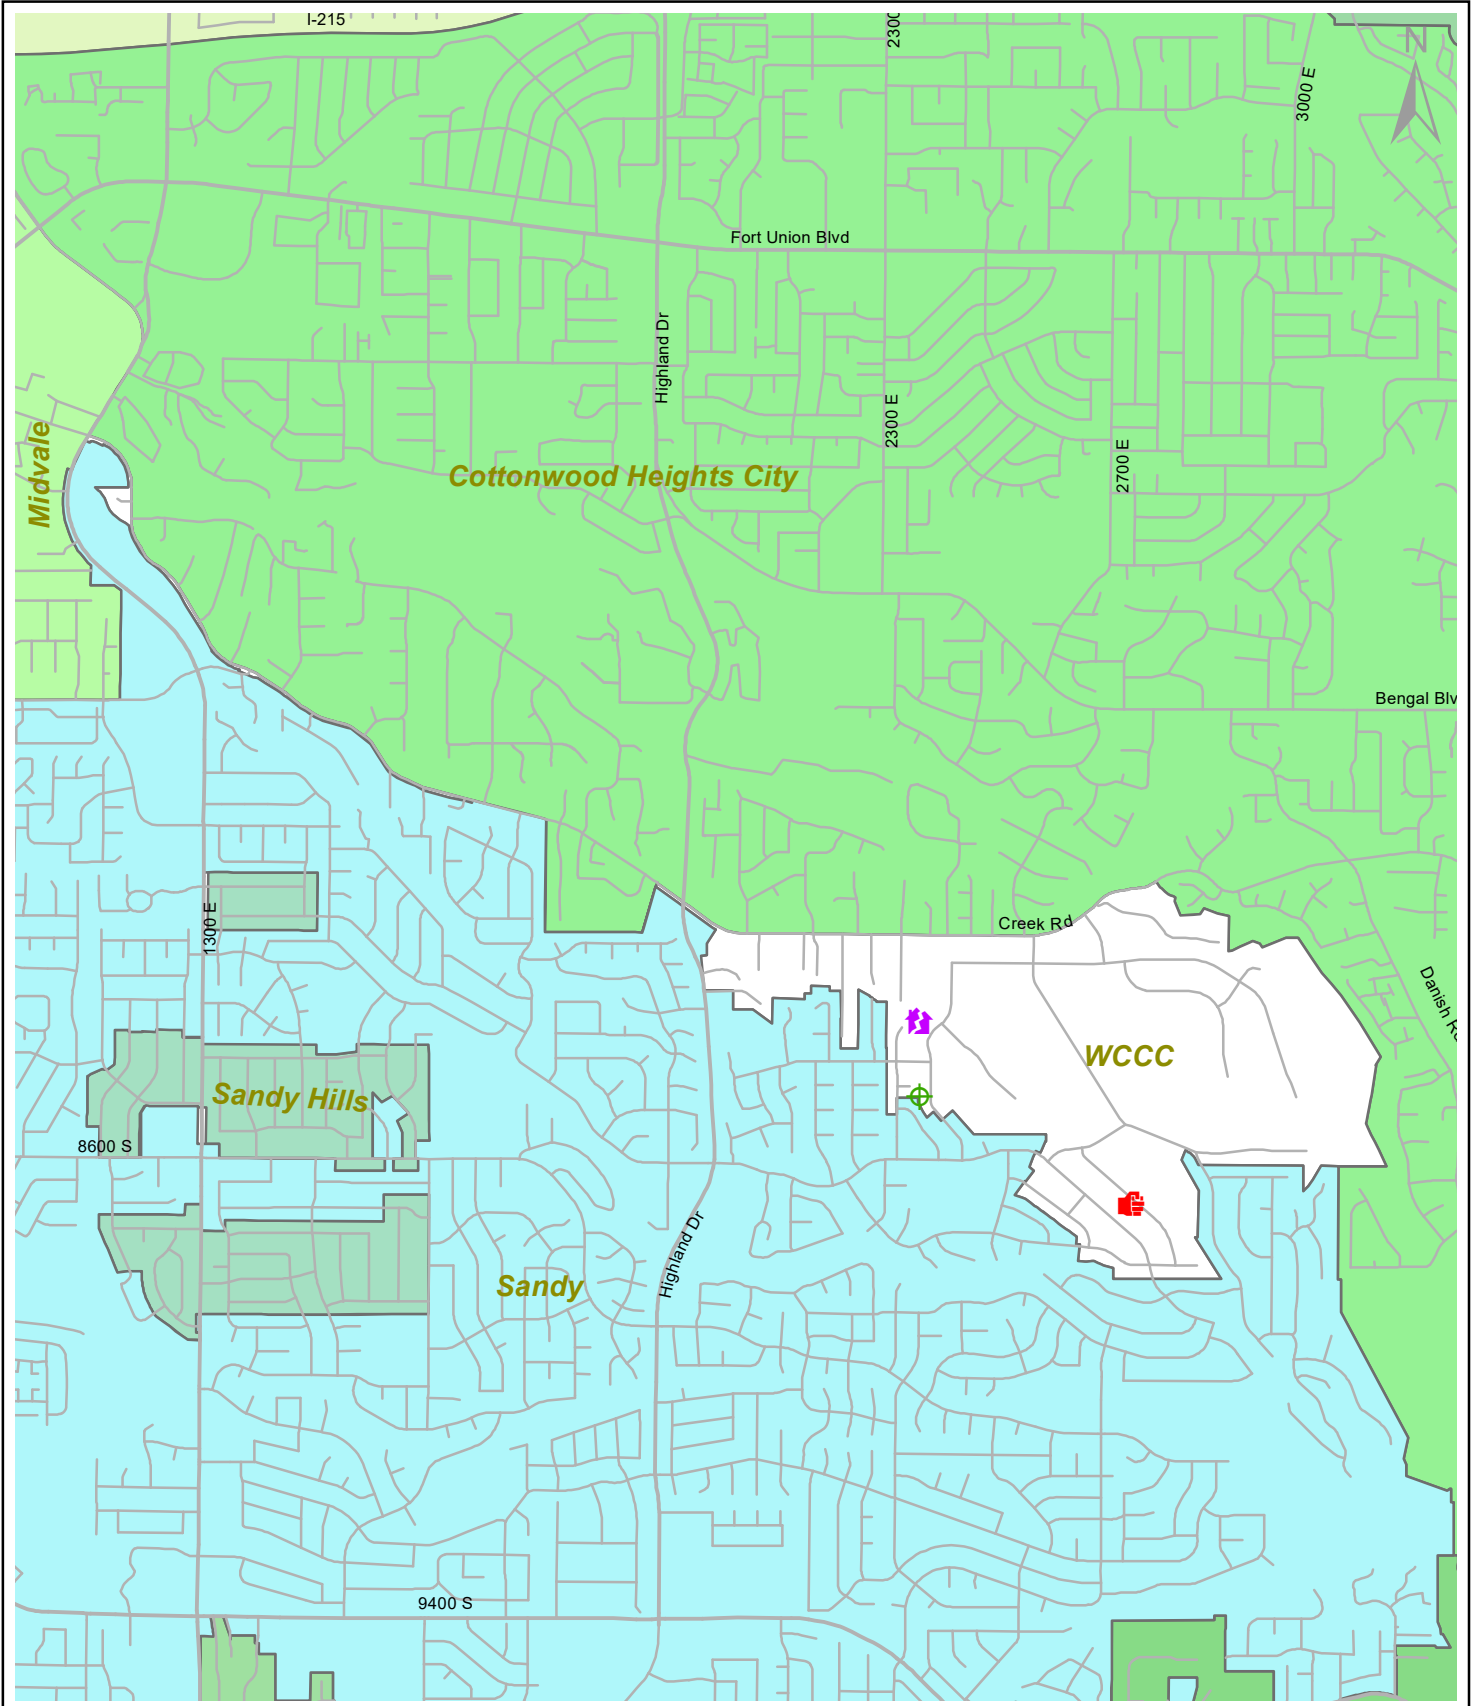 I-215
2300
N
3000 E
Fort Union Blvd
Highland Dr
2300 E
2700 E
Midvale
Cottonwood Heights City
Bengal Blv
Creek Rd
1300 E
Danish R
WCCC
Sandy Hills
8600 S
Highland Dr
Sandy
9400 S